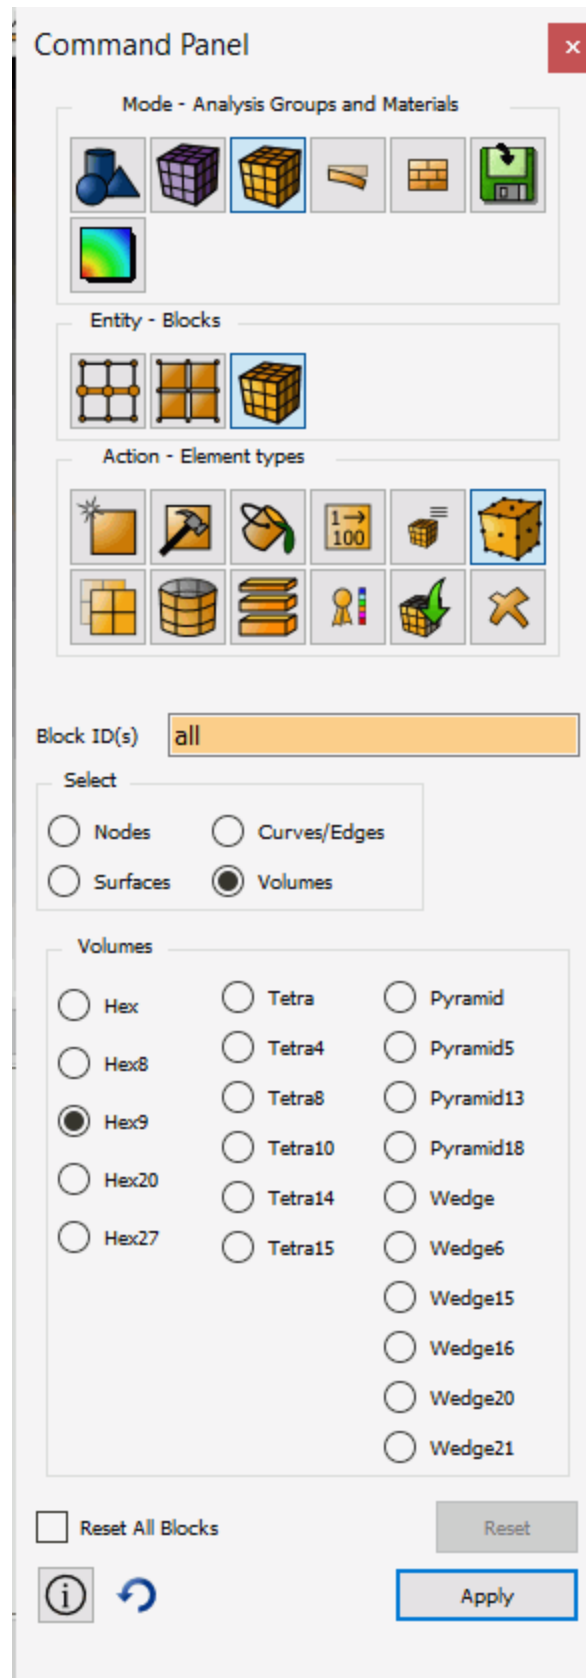 Command Panel
Mode - Analysis Groups and Materials
Entity - Blocks
Action - Element types
1→
100
Block ID(s) all
Select
Nodes Curves/Edges
Surfaces Volumes
Volumes
Hex Tetra Pyramid
Hex8 Tetra4 Pyramid5
Hex9 Tetra8 Pyramid13
Hex20 Tetra10 Pyramid18
Hex27 Tetra14 Wedge
Tetra15 Wedge6
Wedge15
Wedge16
Wedge20
Wedge21
Reset All Blocks Reset
Apply